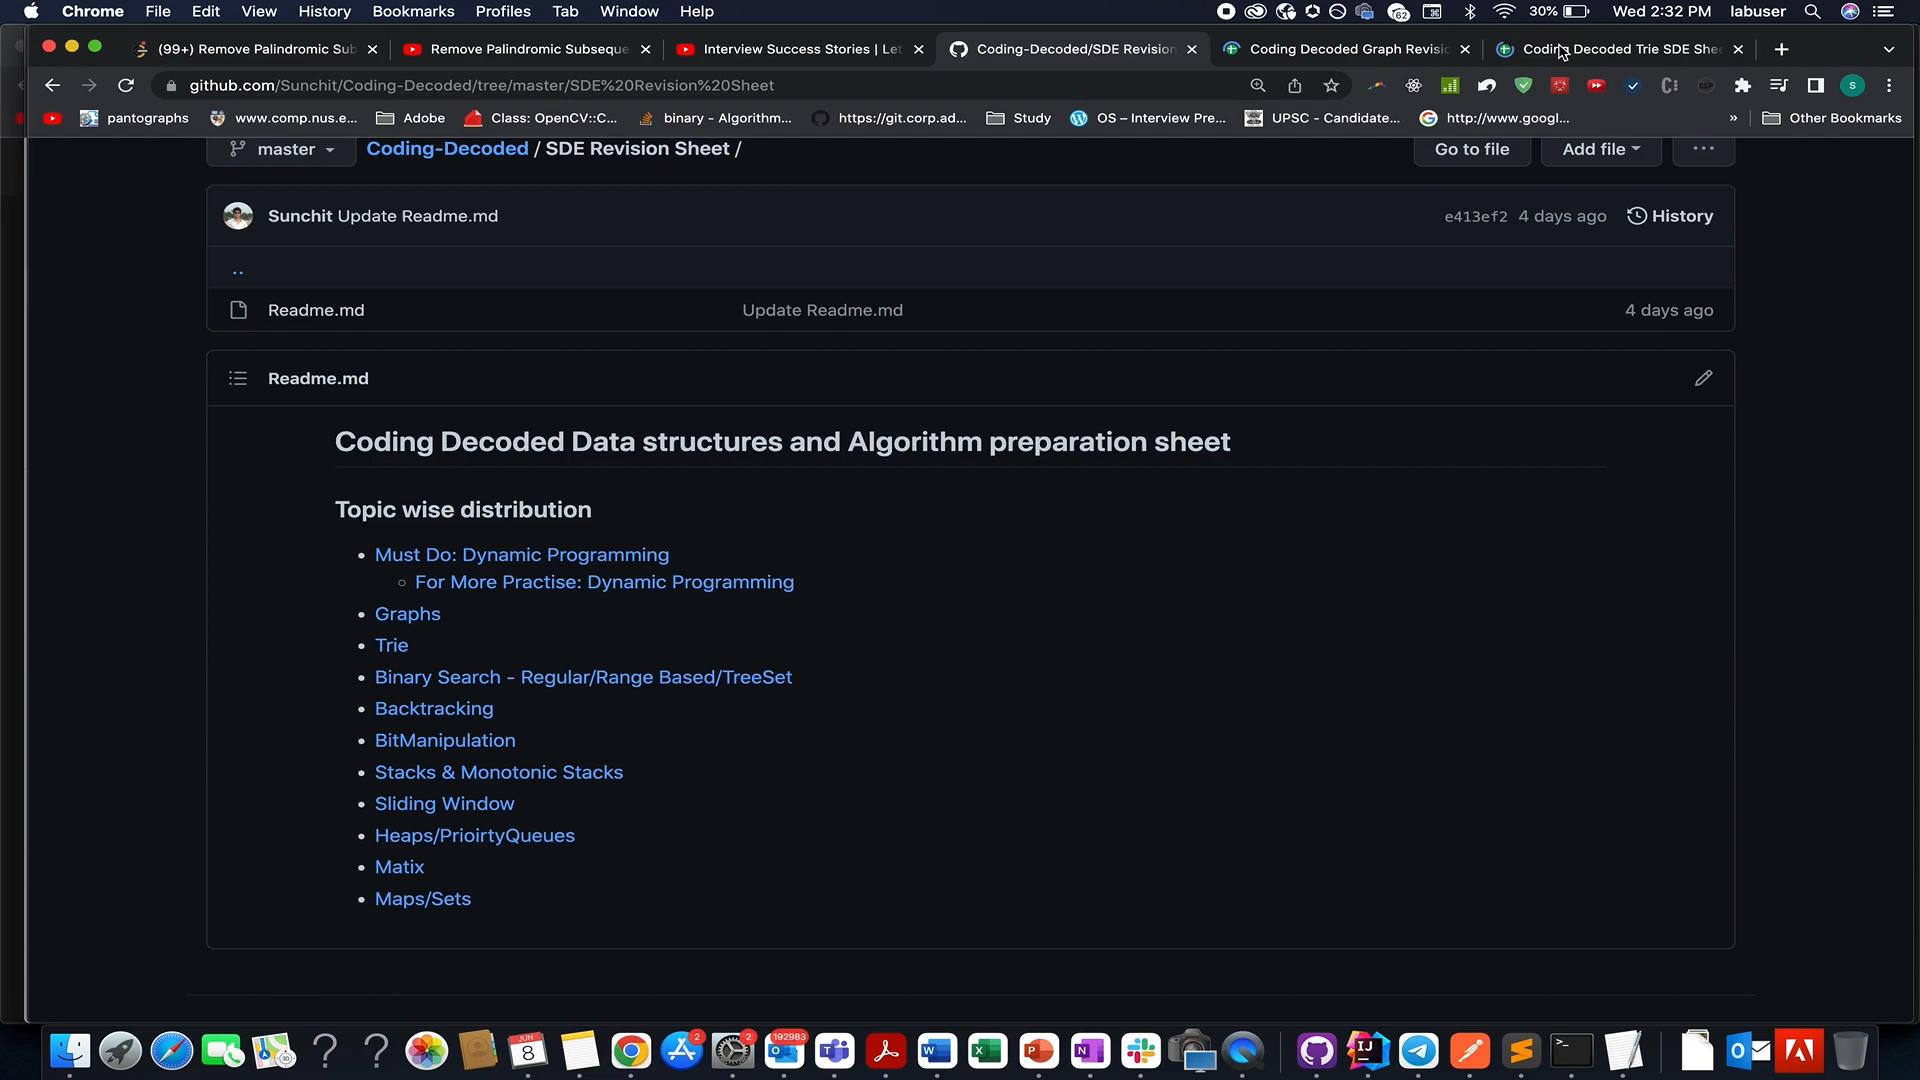 Chrome File Edit View History Bookmarks Profiles Tab Window Help 62 30% Wed 2:32 PM labuser
(99+) Remove Palindromic Sub Remove Palindromic Subseque Interview Success Stories | Let Coding-Decoded/SDE Revision Coding Decoded Graph Revisi Coding Decoded Trie SDE She
github.com/Sunchit/Coding-Decoded/tree/master/SDE%20Revision%20Sheet S
pantographs www.comp.nus.e... Adobe Class: OpenCV::C... binary - Algorithm... https://git.corp.ad... Study OS – Interview Pre... UPSC - Candidate... http://www.googl... » Other Bookmarks
master Coding-Decoded / SDE Revision Sheet / Go to file Add file ...
Sunchit Update Readme.md e413ef2 4 days ago History
..
Readme.md Update Readme.md 4 days ago
Readme.md
Coding Decoded Data structures and Algorithm preparation sheet
Topic wise distribution
Must Do: Dynamic Programming
For More Practise: Dynamic Programming
Graphs
Trie
Binary Search - Regular/Range Based/TreeSet
Backtracking
BitManipulation
Stacks & Monotonic Stacks
Sliding Window
Heaps/PrioirtyQueues
Matix
Maps/Sets
JUN 8 2 2 192983